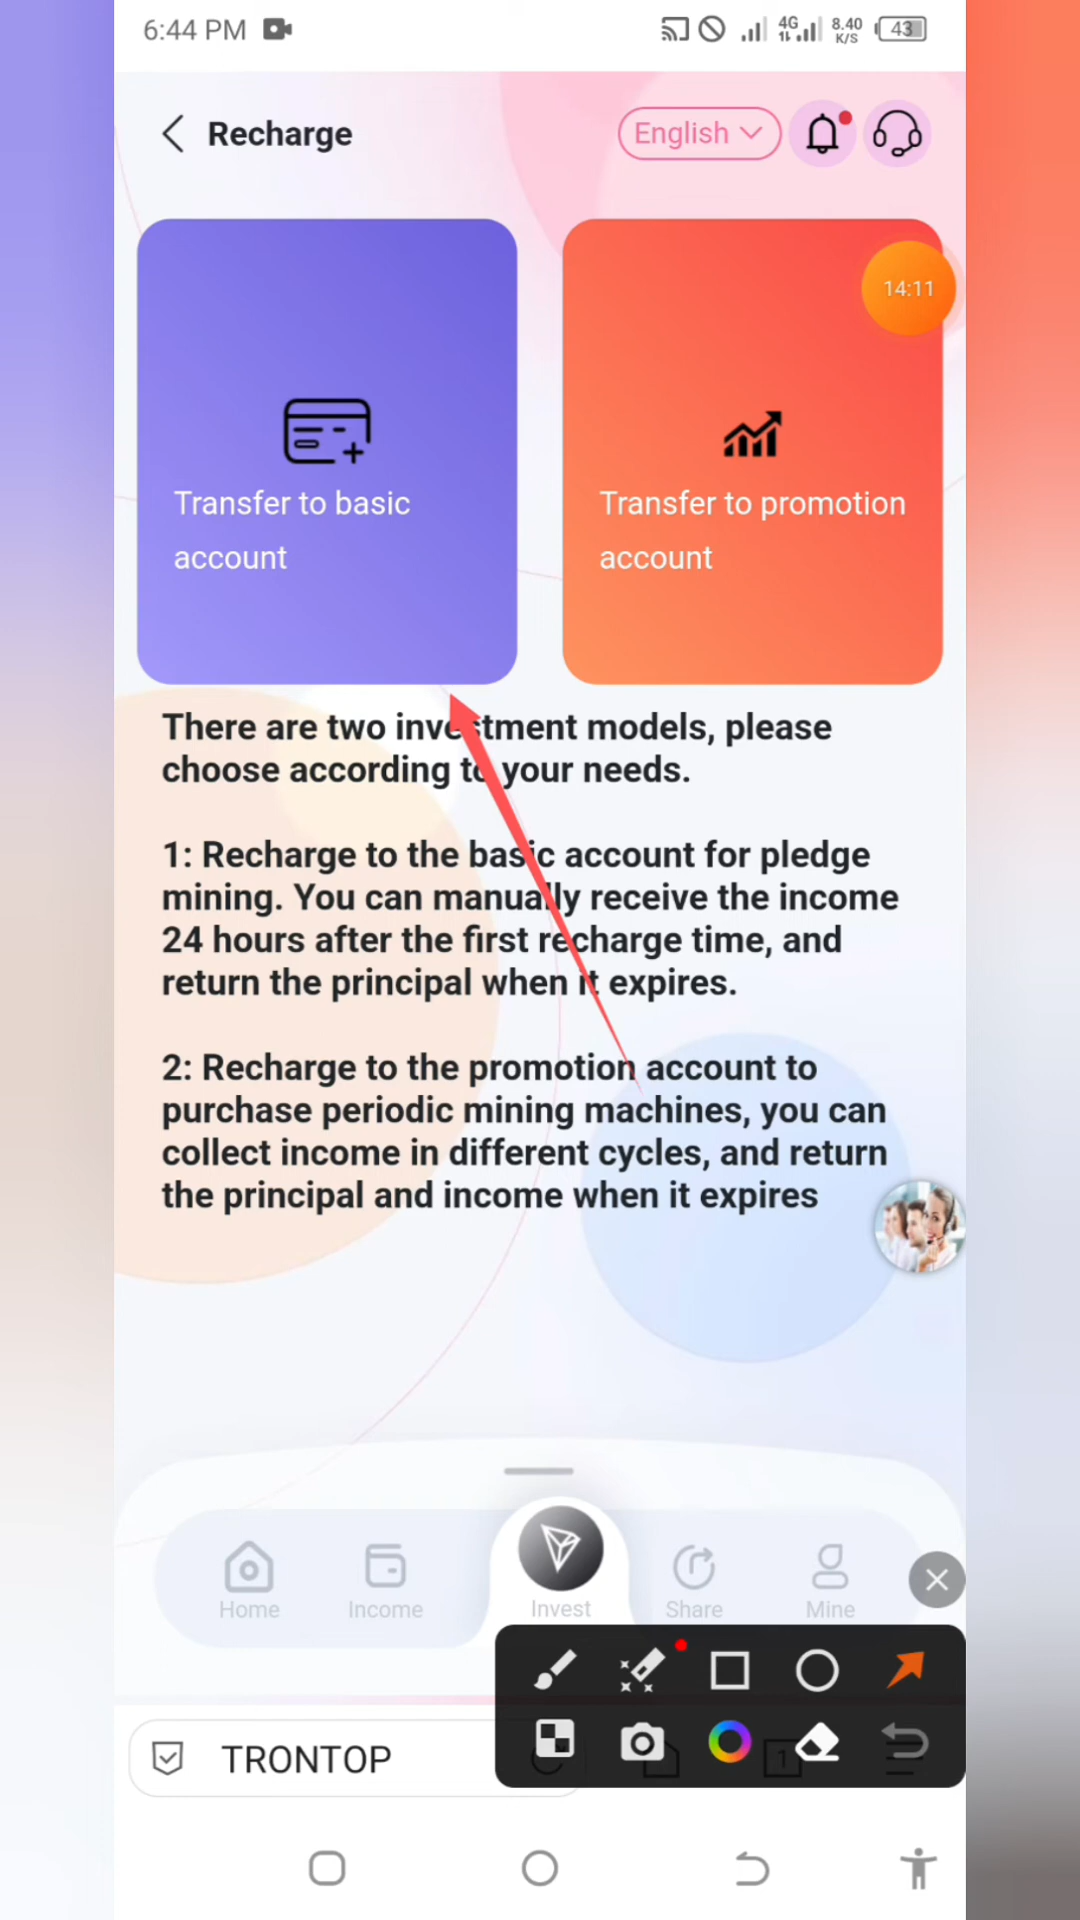 6:44 PM
4G
8.40
K/S
43
Recharge
English
14:11
Transfer to basic
account
Transfer to promotion
account
There are two investment models, please
choose according to your needs.
1: Recharge to the basic account for pledge
mining. You can manually receive the income
24 hours after the first recharge time, and
return the principal when it expires.
2: Recharge to the promotion account to
purchase periodic mining machines, you can
collect income in different cycles, and return
the principal and income when it expires
Home
Income
Invest
Share
Mine
TRONTOP
1